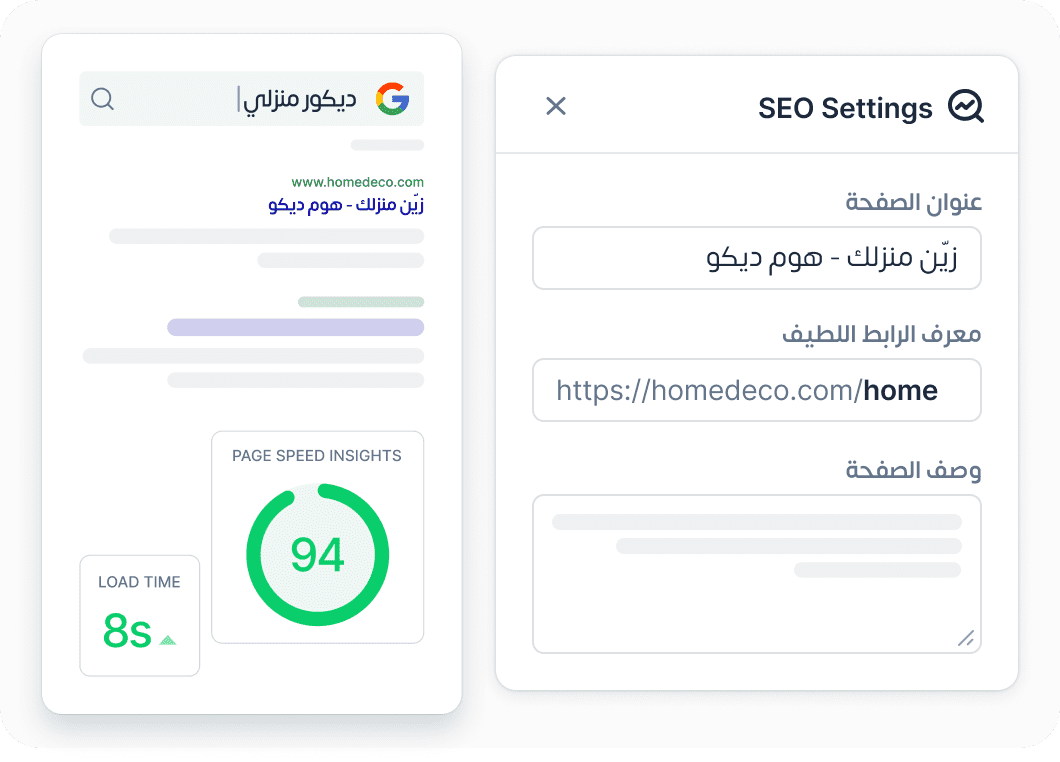 ديكور منزلي
www.homedeco.com
زيّن منزلك - هوم ديكو
PAGE SPEED INSIGHTS
94
LOAD TIME
8s
SEO Settings
عنوان الصفحة
زيّن منزلك - هوم ديكو
معرف الرابط اللطيف
https://homedeco.com/home
وصف الصفحة